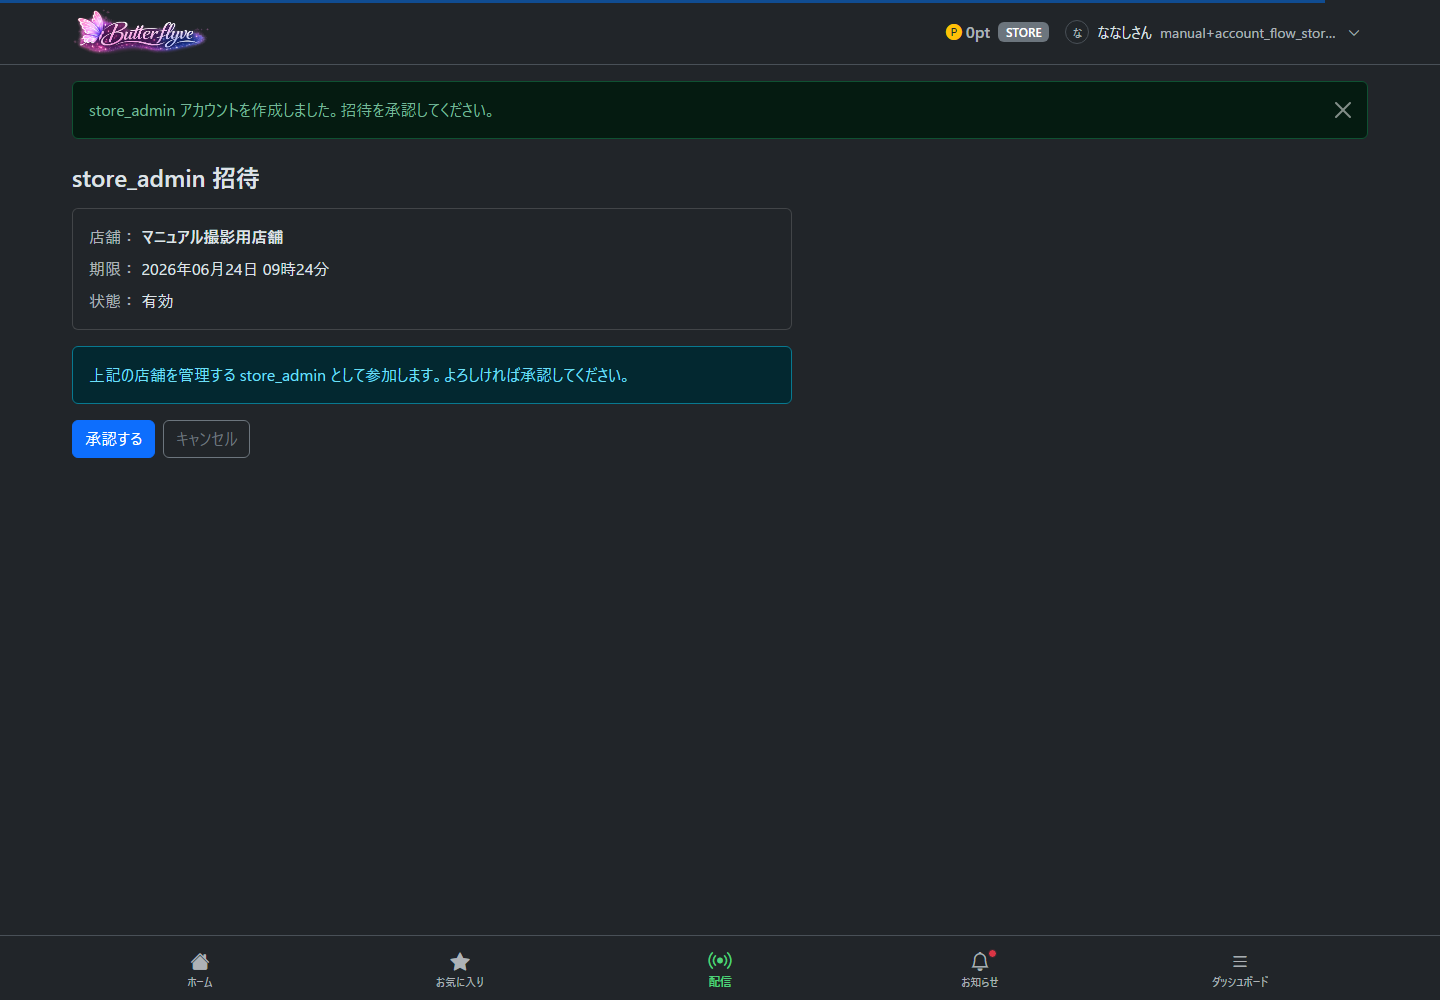 Butterflyve
P 0pt STORE な ななしさん manual+account_flow_stor...
store_admin アカウントを作成しました。招待を承認してください。
store_admin 招待
店舗： マニュアル撮影用店舗
期限： 2026年06月24日 09時24分
状態： 有効
上記の店舗を管理する store_admin として参加します。よろしければ承認してください。
承認する キャンセル
ホーム お気に入り 配信 お知らせ ダッシュボード